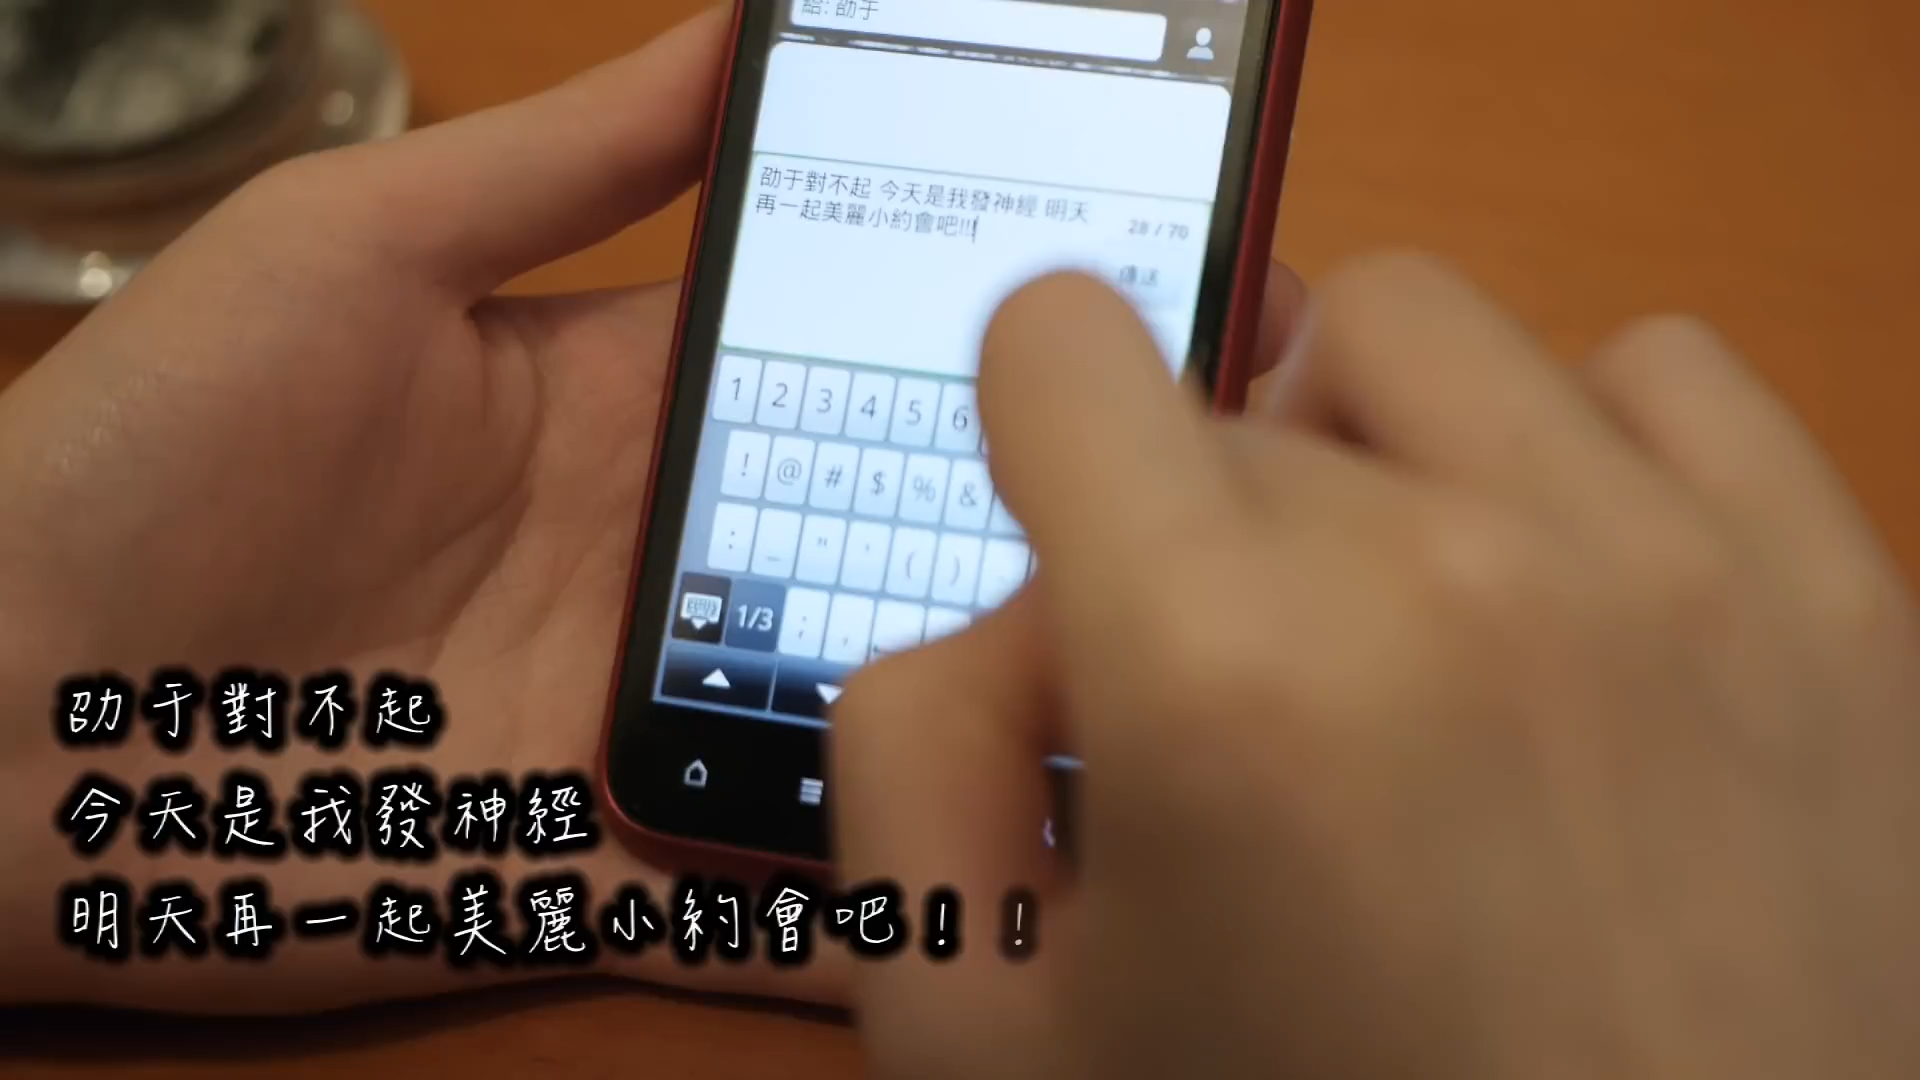 給: 劭于
劭于對不起 今天是我發神經 明天
再一起美麗小約會吧!!!
28 / 70
傳送
1 2 3 4 5 6
! @ # $ % &
: _ " ' ( )
1/3 ; ,
劭于對不起
今天是我發神經
明天再一起美麗小約會吧！！